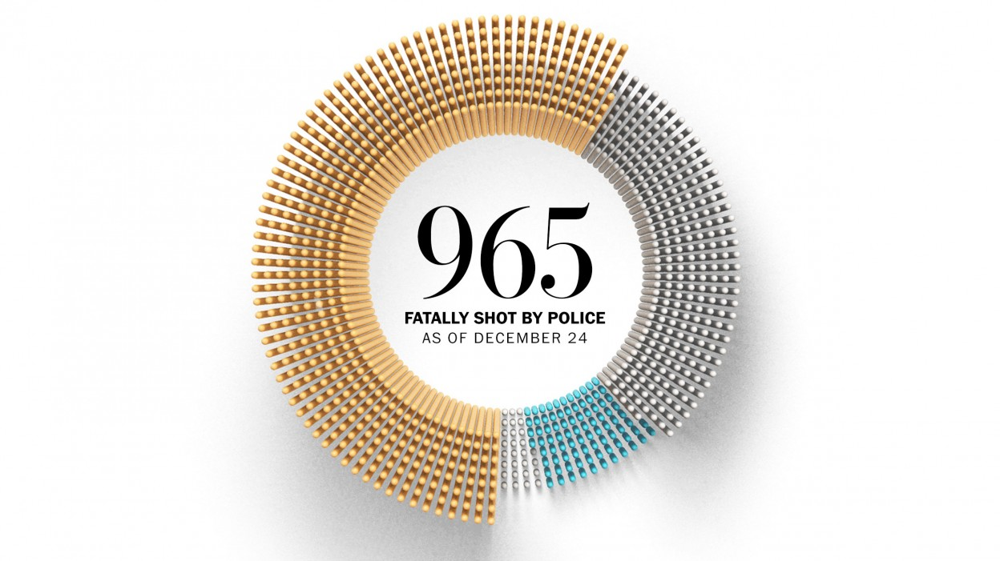 965
FATALLY SHOT BY POLICE
AS OF DECEMBER 24